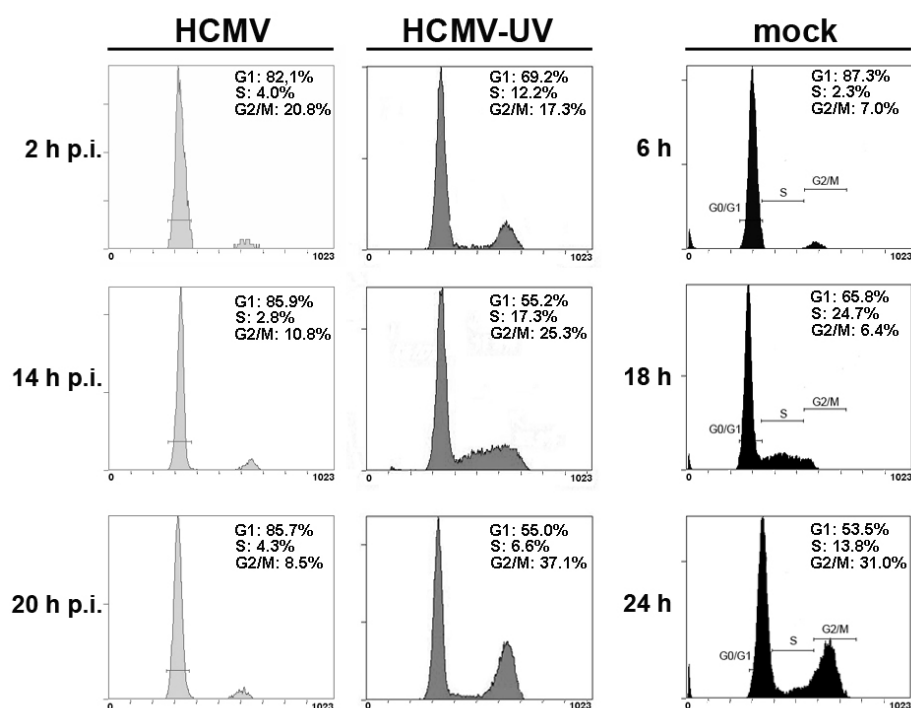 HCMV HCMV-UV mock
2 h p.i.
G1: 82,1%
S: 4.0%
G2/M: 20.8%
0 1023
G1: 69.2%
S: 12.2%
G2/M: 17.3%
0 1023
6 h
G1: 87.3%
S: 2.3%
G2/M: 7.0%
G2/M
S
G0/G1
0 1023
14 h p.i.
G1: 85.9%
S: 2.8%
G2/M: 10.8%
0 1023
G1: 55.2%
S: 17.3%
G2/M: 25.3%
0 1023
18 h
G1: 65.8%
S: 24.7%
G2/M: 6.4%
G2/M
S
G0/G1
0 1023
20 h p.i.
G1: 85.7%
S: 4.3%
G2/M: 8.5%
0 1023
G1: 55.0%
S: 6.6%
G2/M: 37.1%
0 1023
24 h
G1: 53.5%
S: 13.8%
G2/M: 31.0%
G2/M
S
G0/G1
0 1023